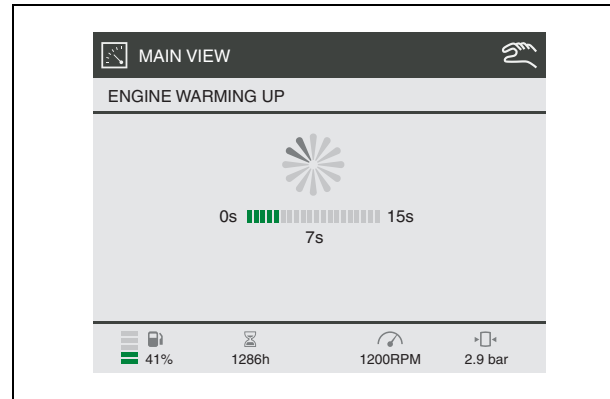 MAIN VIEW
ENGINE WARMING UP
0s 15s
7s
41% 1286h 1200RPM 2.9 bar